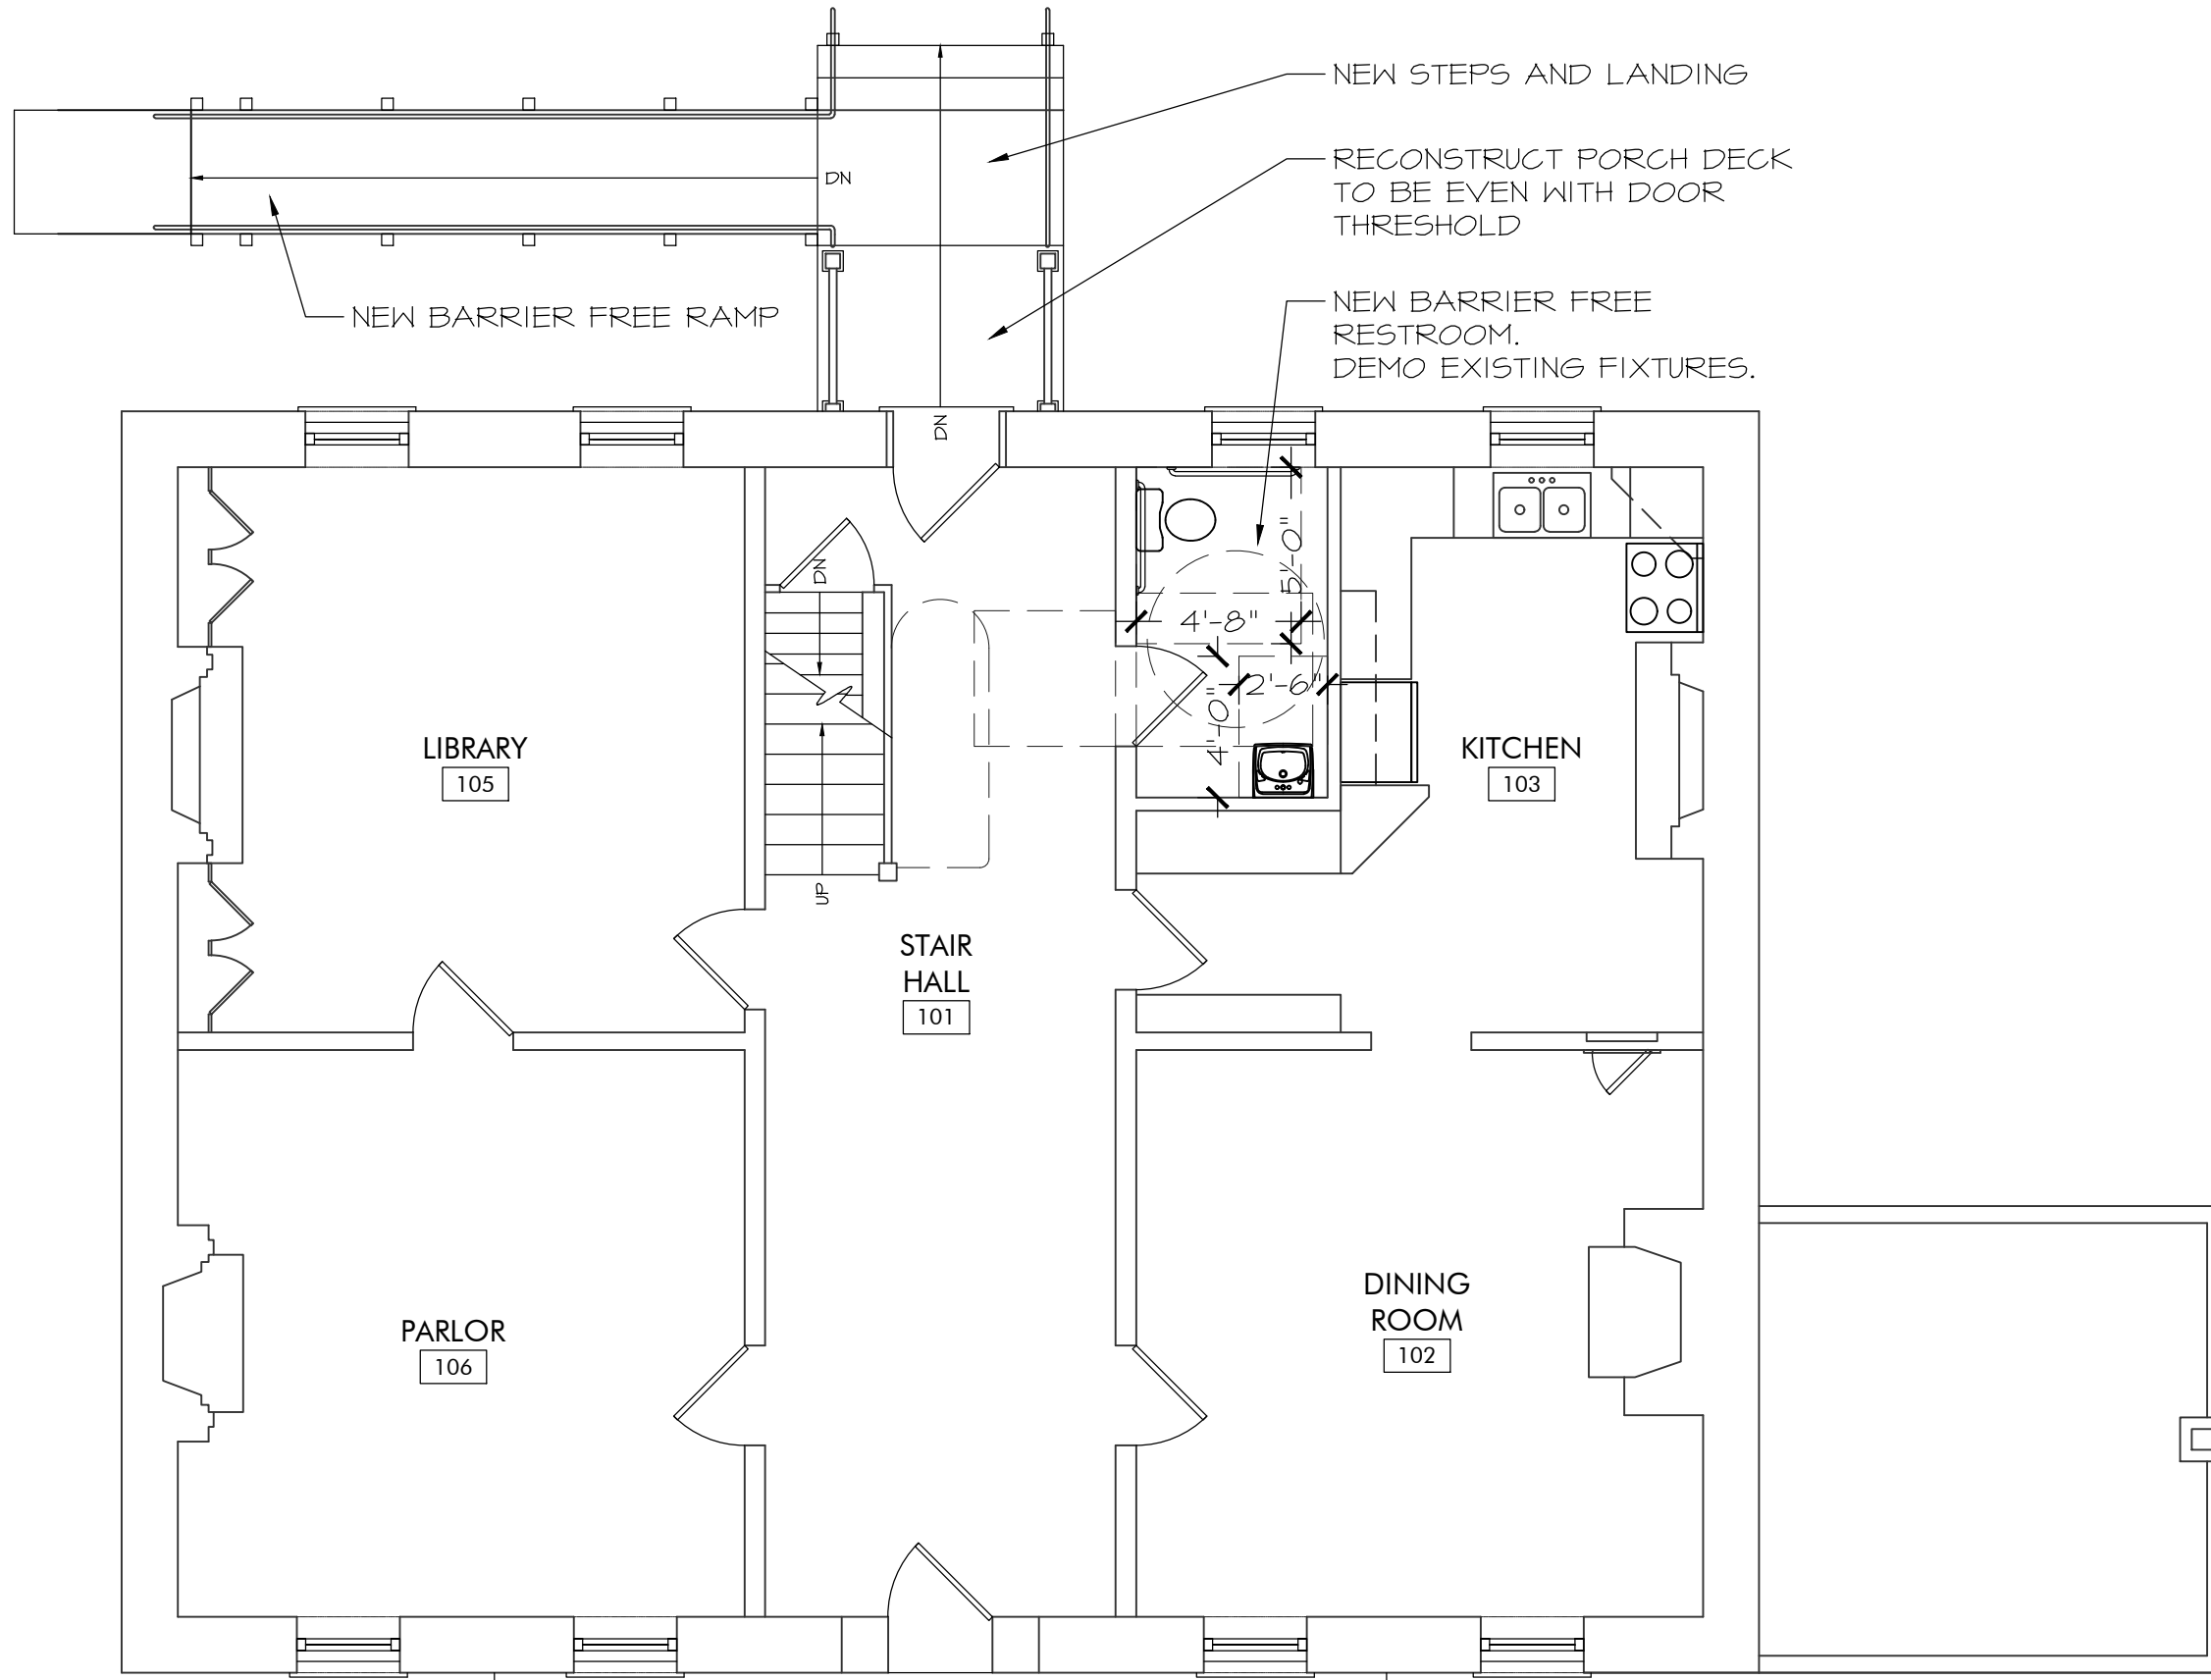 NEW STEPS AND LANDING
RECONSTRUCT PORCH DECK
TO BE EVEN WITH DOOR
THRESHOLD
DN
NEW BARRIER FREE RAMP
NEW BARRIER FREE
RESTROOM.
DEMO EXISTING FIXTURES.
DN
DN
5'-0"
4'-8"
2'-6"
4'-0"
LIBRARY
105
KITCHEN
103
UP
STAIR
HALL
101
DINING
ROOM
102
PARLOR
106